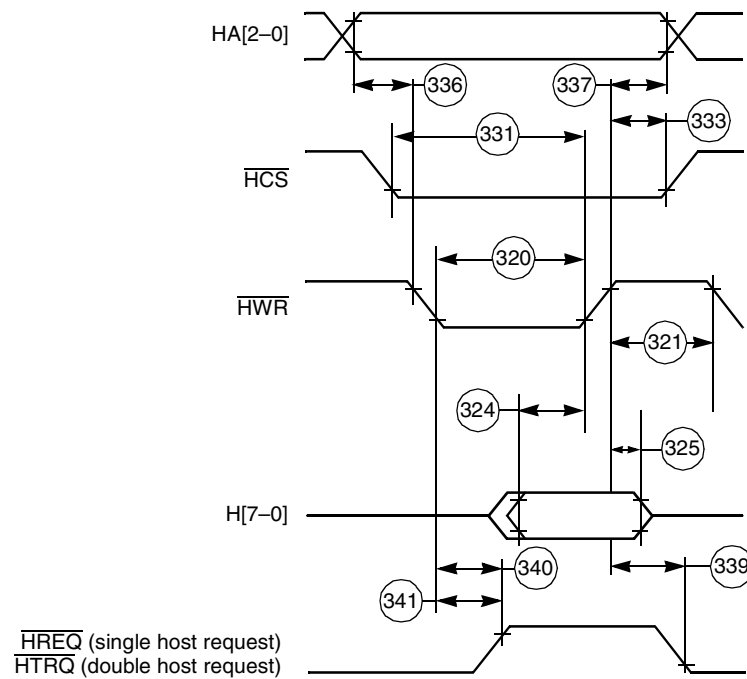 HA[2–0]
336
337
333
331
HCS
320
HWR
321
324
325
H[7–0]
340
339
341
HREQ (single host request)
HTRQ (double host request)